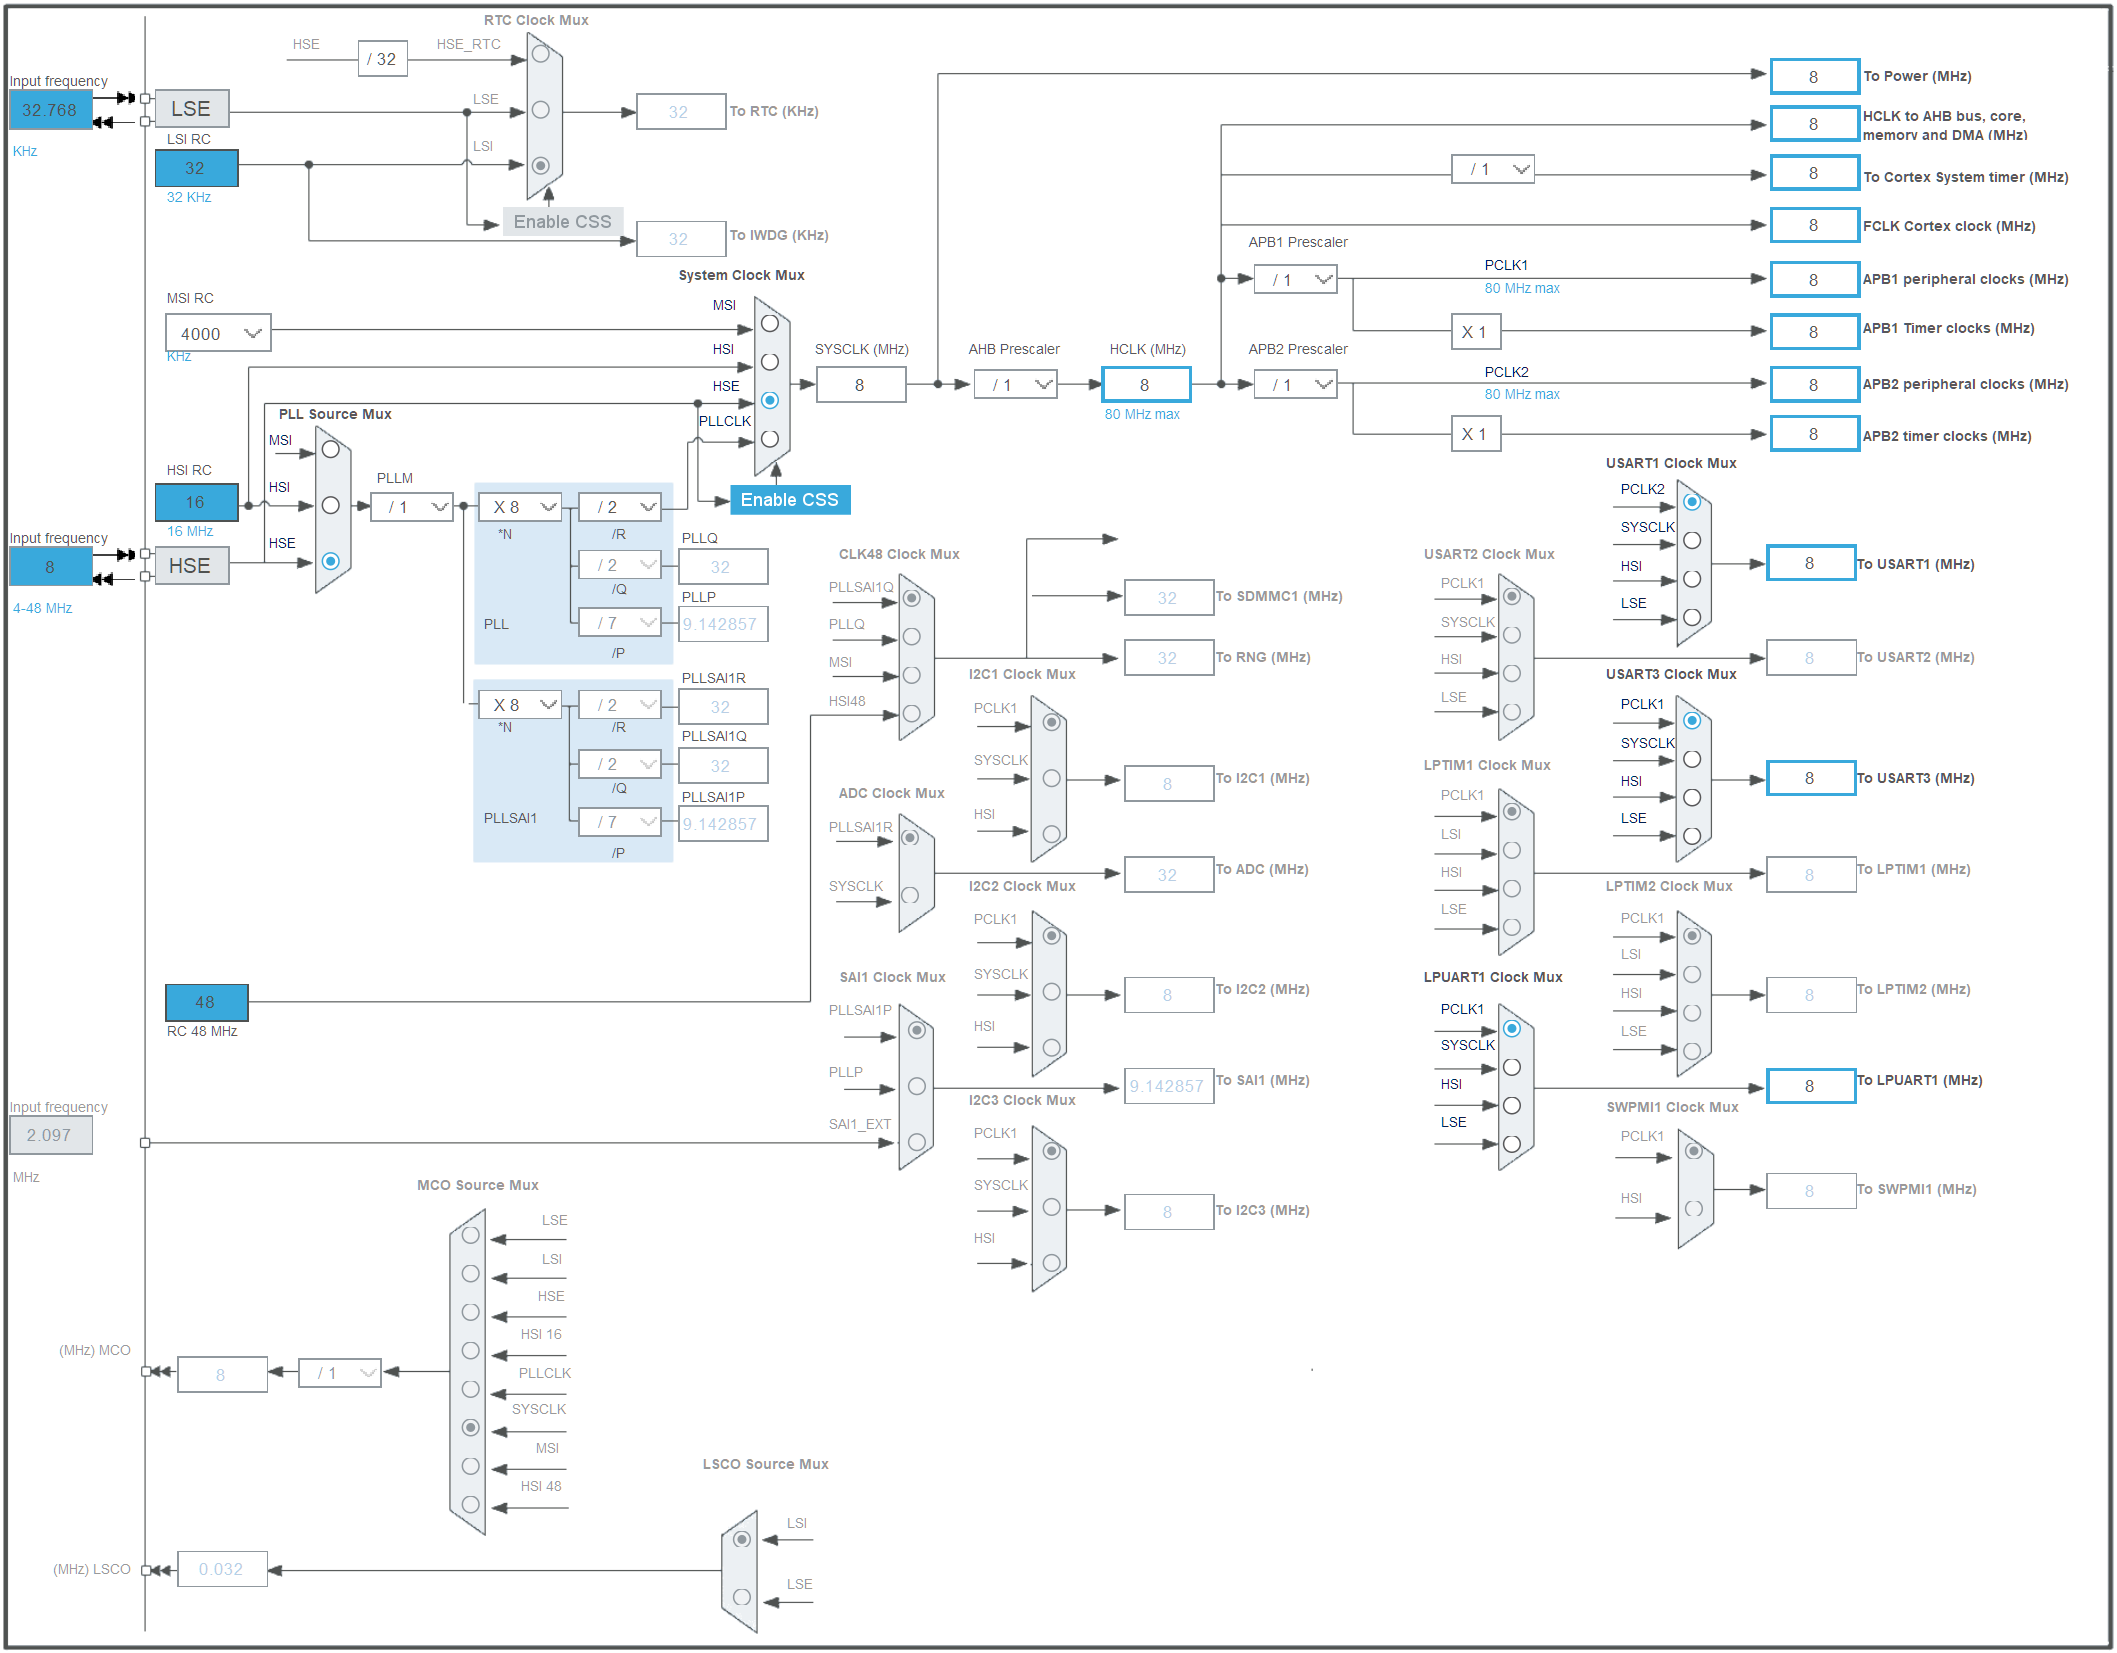 RTC Clock Mux
HSE
/ 32
HSE_RTC
Input frequency
32.768
KHz
LSE
LSE
32
To RTC (KHz)
LSI RC
32
32 KHz
LSI
Enable CSS
32
To IWDG (KHz)
8
To Power (MHz)
8
HCLK to AHB bus, core,
memory and DMA (MHz)
/ 1
8
To Cortex System timer (MHz)
8
FCLK Cortex clock (MHz)
APB1 Prescaler
/ 1
PCLK1
80 MHz max
8
APB1 peripheral clocks (MHz)
X 1
8
APB1 Timer clocks (MHz)
System Clock Mux
MSI RC
4000
KHz
MSI
HSI
HSE
PLLCLK
SYSCLK (MHz)
8
AHB Prescaler
/ 1
HCLK (MHz)
8
80 MHz max
APB2 Prescaler
/ 1
PCLK2
80 MHz max
8
APB2 peripheral clocks (MHz)
X 1
8
APB2 timer clocks (MHz)
Enable CSS
PLL Source Mux
MSI
HSI
HSE
HSI RC
16
16 MHz
Input frequency
8
4-48 MHz
HSE
PLLM
/ 1
X 8
*N
/ 2
/R
/ 2
/Q
/ 7
/P
PLL
PLLQ
32
PLLP
9.142857
X 8
*N
/ 2
/R
/ 2
/Q
/ 7
/P
PLLSAI1
PLLSAI1R
32
PLLSAI1Q
32
PLLSAI1P
9.142857
48
RC 48 MHz
CLK48 Clock Mux
PLLSAI1Q
PLLQ
MSI
HSI48
32
To SDMMC1 (MHz)
32
To RNG (MHz)
ADC Clock Mux
PLLSAI1R
SYSCLK
32
To ADC (MHz)
SAI1 Clock Mux
PLLSAI1P
PLLP
SAI1_EXT
9.142857
To SAI1 (MHz)
Input frequency
2.097
MHz
I2C1 Clock Mux
PCLK1
SYSCLK
HSI
8
To I2C1 (MHz)
I2C2 Clock Mux
PCLK1
SYSCLK
HSI
8
To I2C2 (MHz)
I2C3 Clock Mux
PCLK1
SYSCLK
HSI
8
To I2C3 (MHz)
USART1 Clock Mux
PCLK2
SYSCLK
HSI
LSE
8
To USART1 (MHz)
USART2 Clock Mux
PCLK1
SYSCLK
HSI
LSE
8
To USART2 (MHz)
USART3 Clock Mux
PCLK1
SYSCLK
HSI
LSE
8
To USART3 (MHz)
LPTIM1 Clock Mux
PCLK1
LSI
HSI
LSE
8
To LPTIM1 (MHz)
LPTIM2 Clock Mux
PCLK1
LSI
HSI
LSE
8
To LPTIM2 (MHz)
LPUART1 Clock Mux
PCLK1
SYSCLK
HSI
LSE
8
To LPUART1 (MHz)
SWPMI1 Clock Mux
PCLK1
HSI
8
To SWPMI1 (MHz)
MCO Source Mux
LSE
LSI
HSE
HSI 16
PLLCLK
SYSCLK
MSI
HSI 48
(MHz) MCO
8
/ 1
LSCO Source Mux
LSI
LSE
(MHz) LSCO
0.032